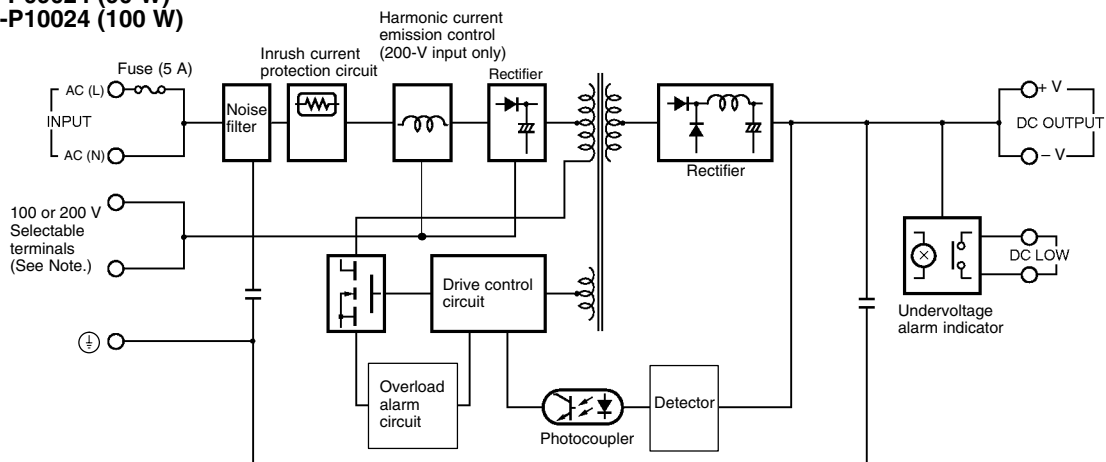 -P10024 (100 W)
Harmonic current
emission control
(200-V input only)
Inrush current
protection circuit
Fuse (5 A)
Rectifier
AC (L)
INPUT
AC (N)
Noise
filter
Rectifier
+ V
DC OUTPUT
– V
100 or 200 V
Selectable
terminals
(See Note.)
DC LOW
Drive control
circuit
Undervoltage
alarm indicator
Overload
alarm
circuit
Photocoupler
Detector